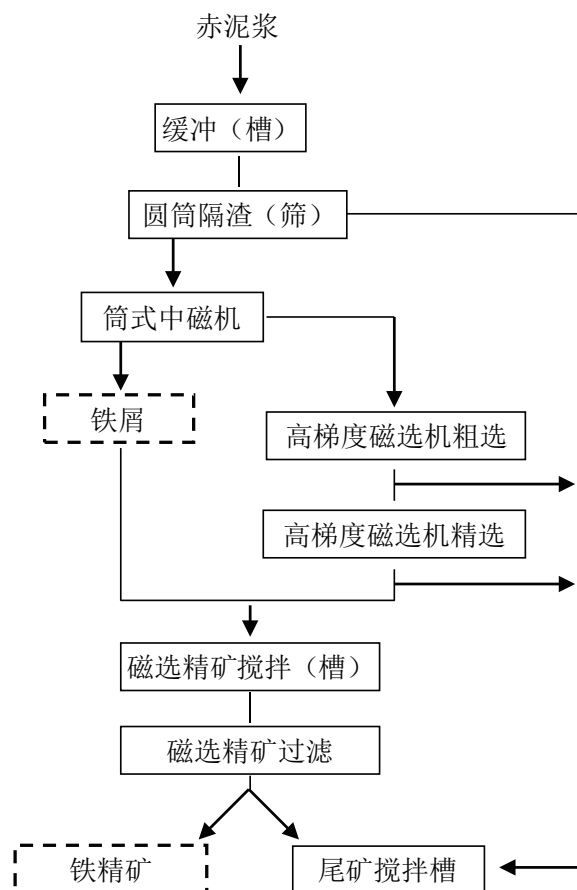 赤泥浆
缓冲（槽）
圆筒隔渣（筛）
筒式中磁机
铁屑
高梯度磁选机粗选
高梯度磁选机精选
磁选精矿搅拌（槽）
磁选精矿过滤
铁精矿
尾矿搅拌槽